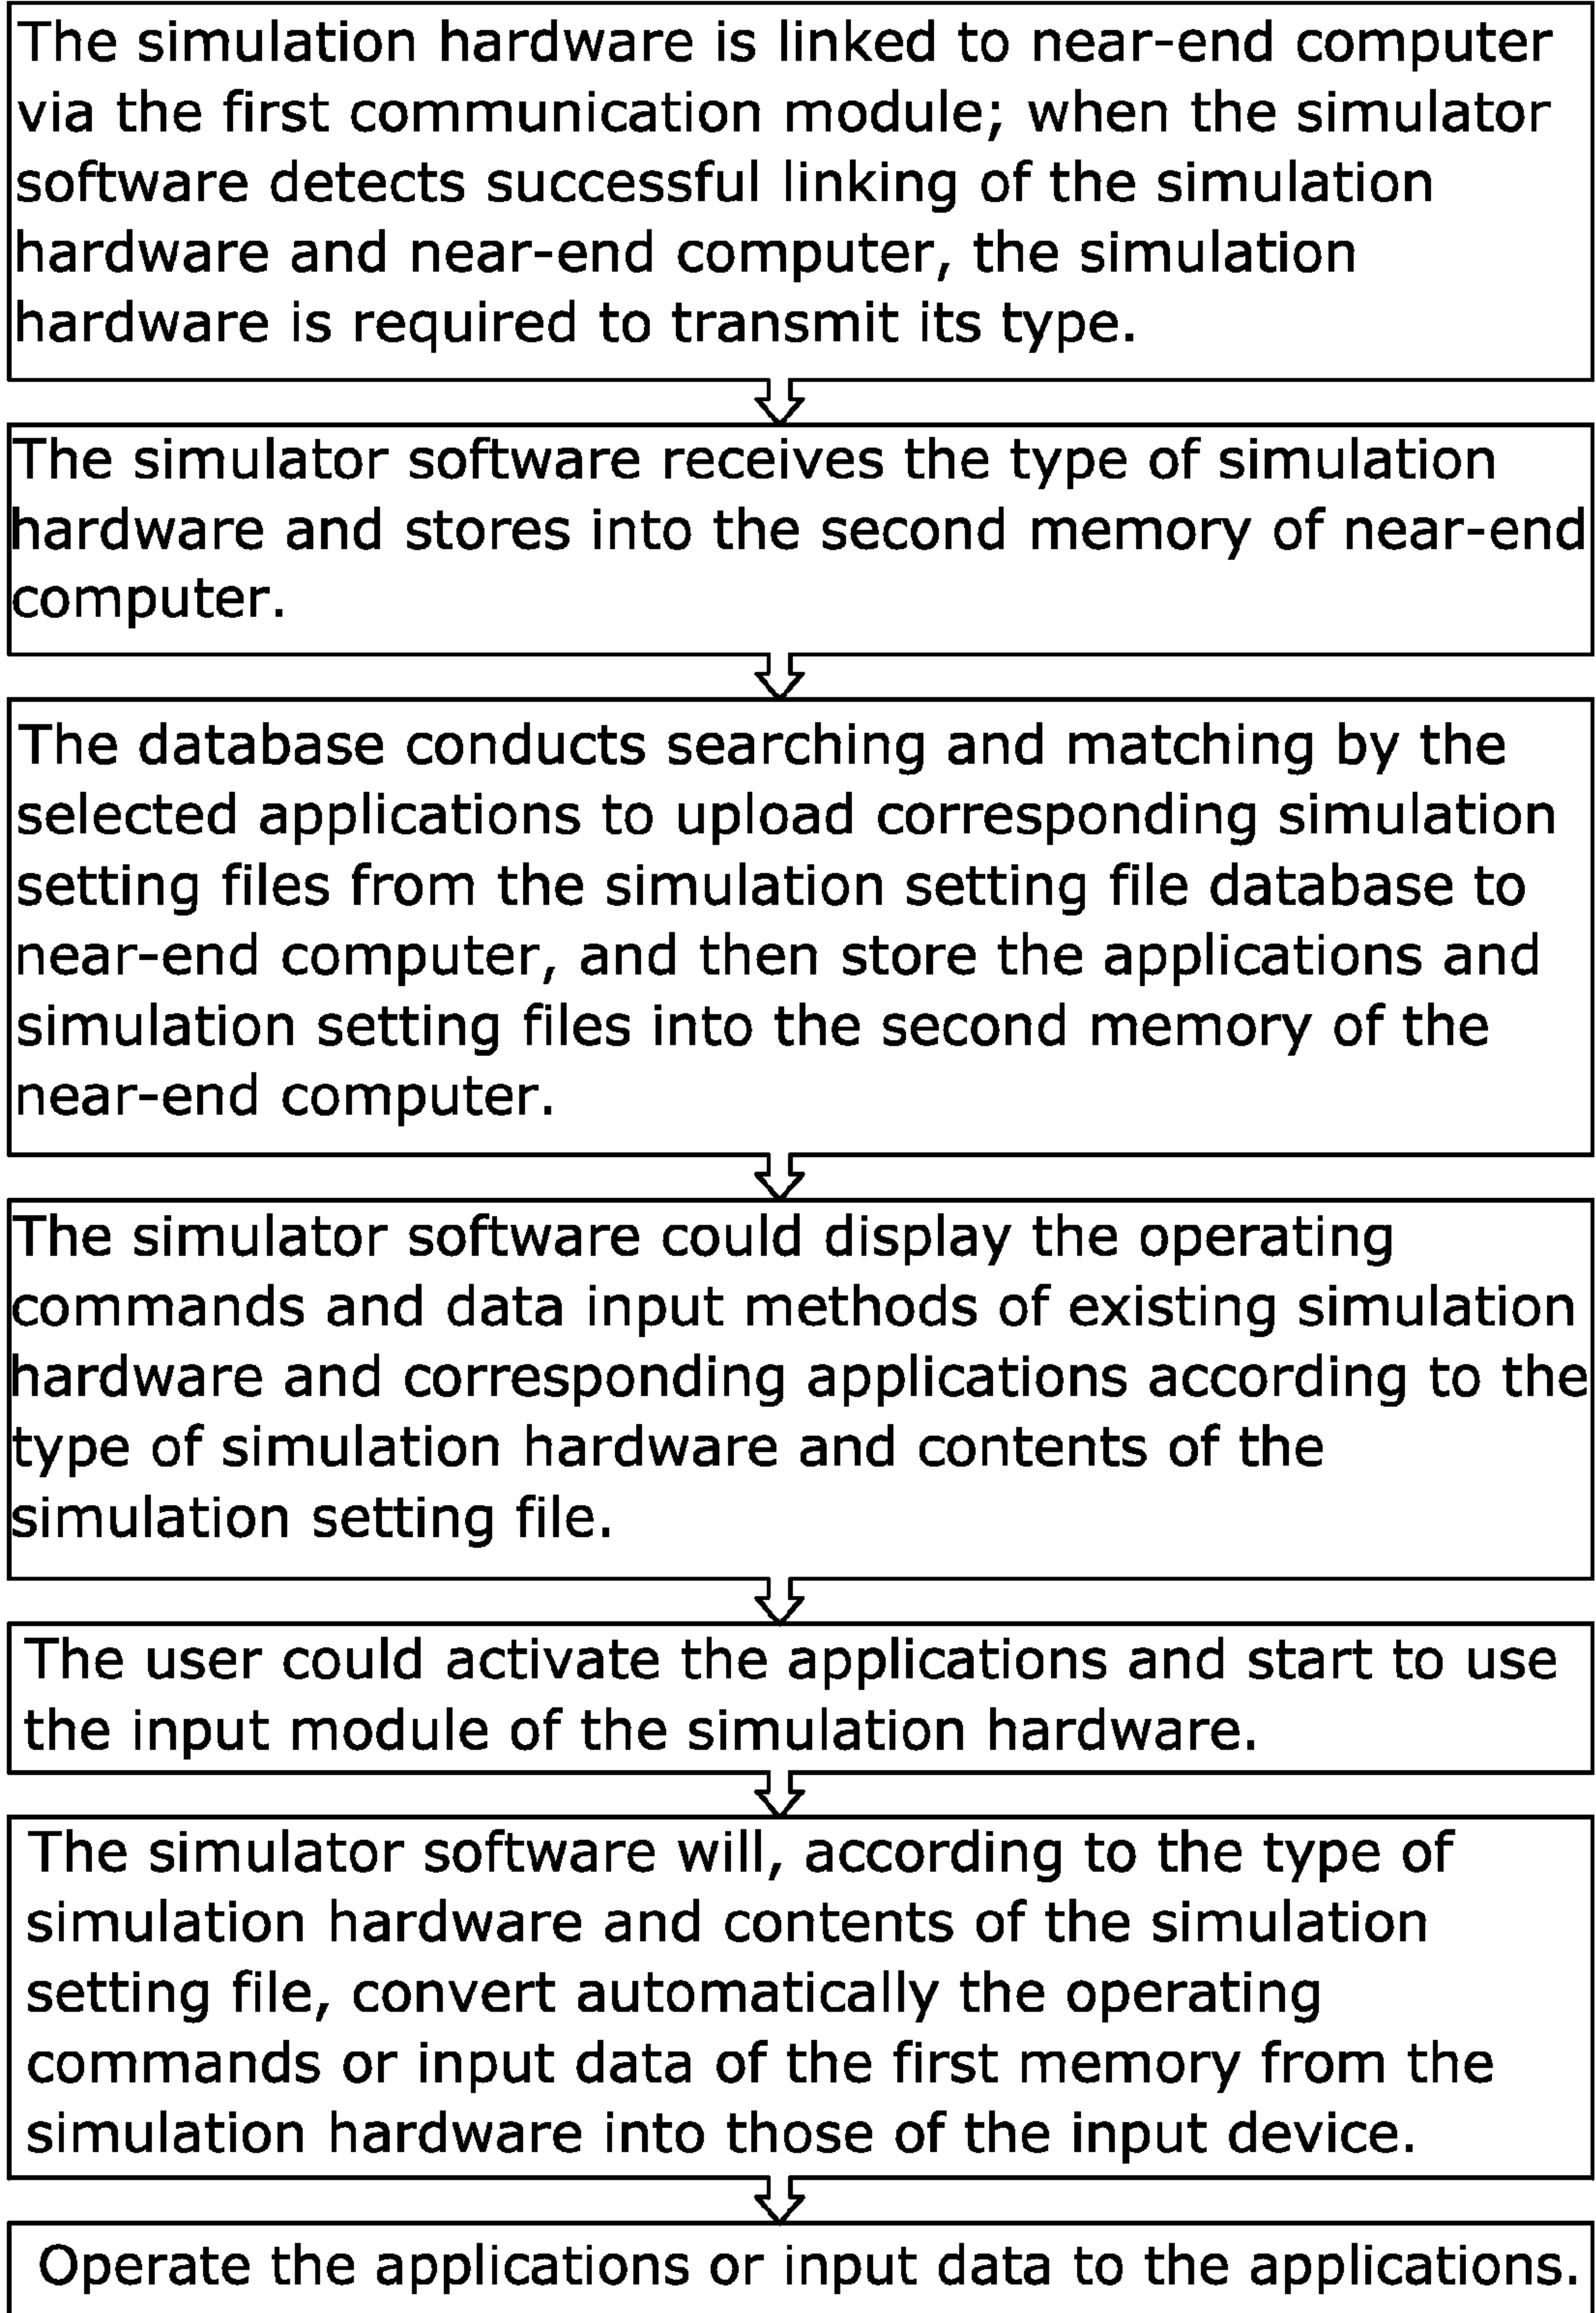 The simulation hardware is linked to near-end computer
via the first communication module; when the simulator
software detects successful linking of the simulation
hardware and near-end computer, the simulation
hardware is required to transmit its type.
The simulator software receives the type of simulation
hardware and stores into the second memory of near-end
computer.
The database conducts searching and matching by the
selected applications to upload corresponding simulation
setting files from the simulation setting file database to
near-end computer, and then store the applications and
simulation setting files into the second memory of the
near-end computer.
The simulator software could display the operating
commands and data input methods of existing simulation
hardware and corresponding applications according to the
type of simulation hardware and contents of the
simulation setting file.
The user could activate the applications and start to use
the input module of the simulation hardware.
The simulator software will, according to the type of
simulation hardware and contents of the simulation
setting file, convert automatically the operating
commands or input data of the first memory from the
simulation hardware into those of the input device.
Operate the applications or input data to the applications.